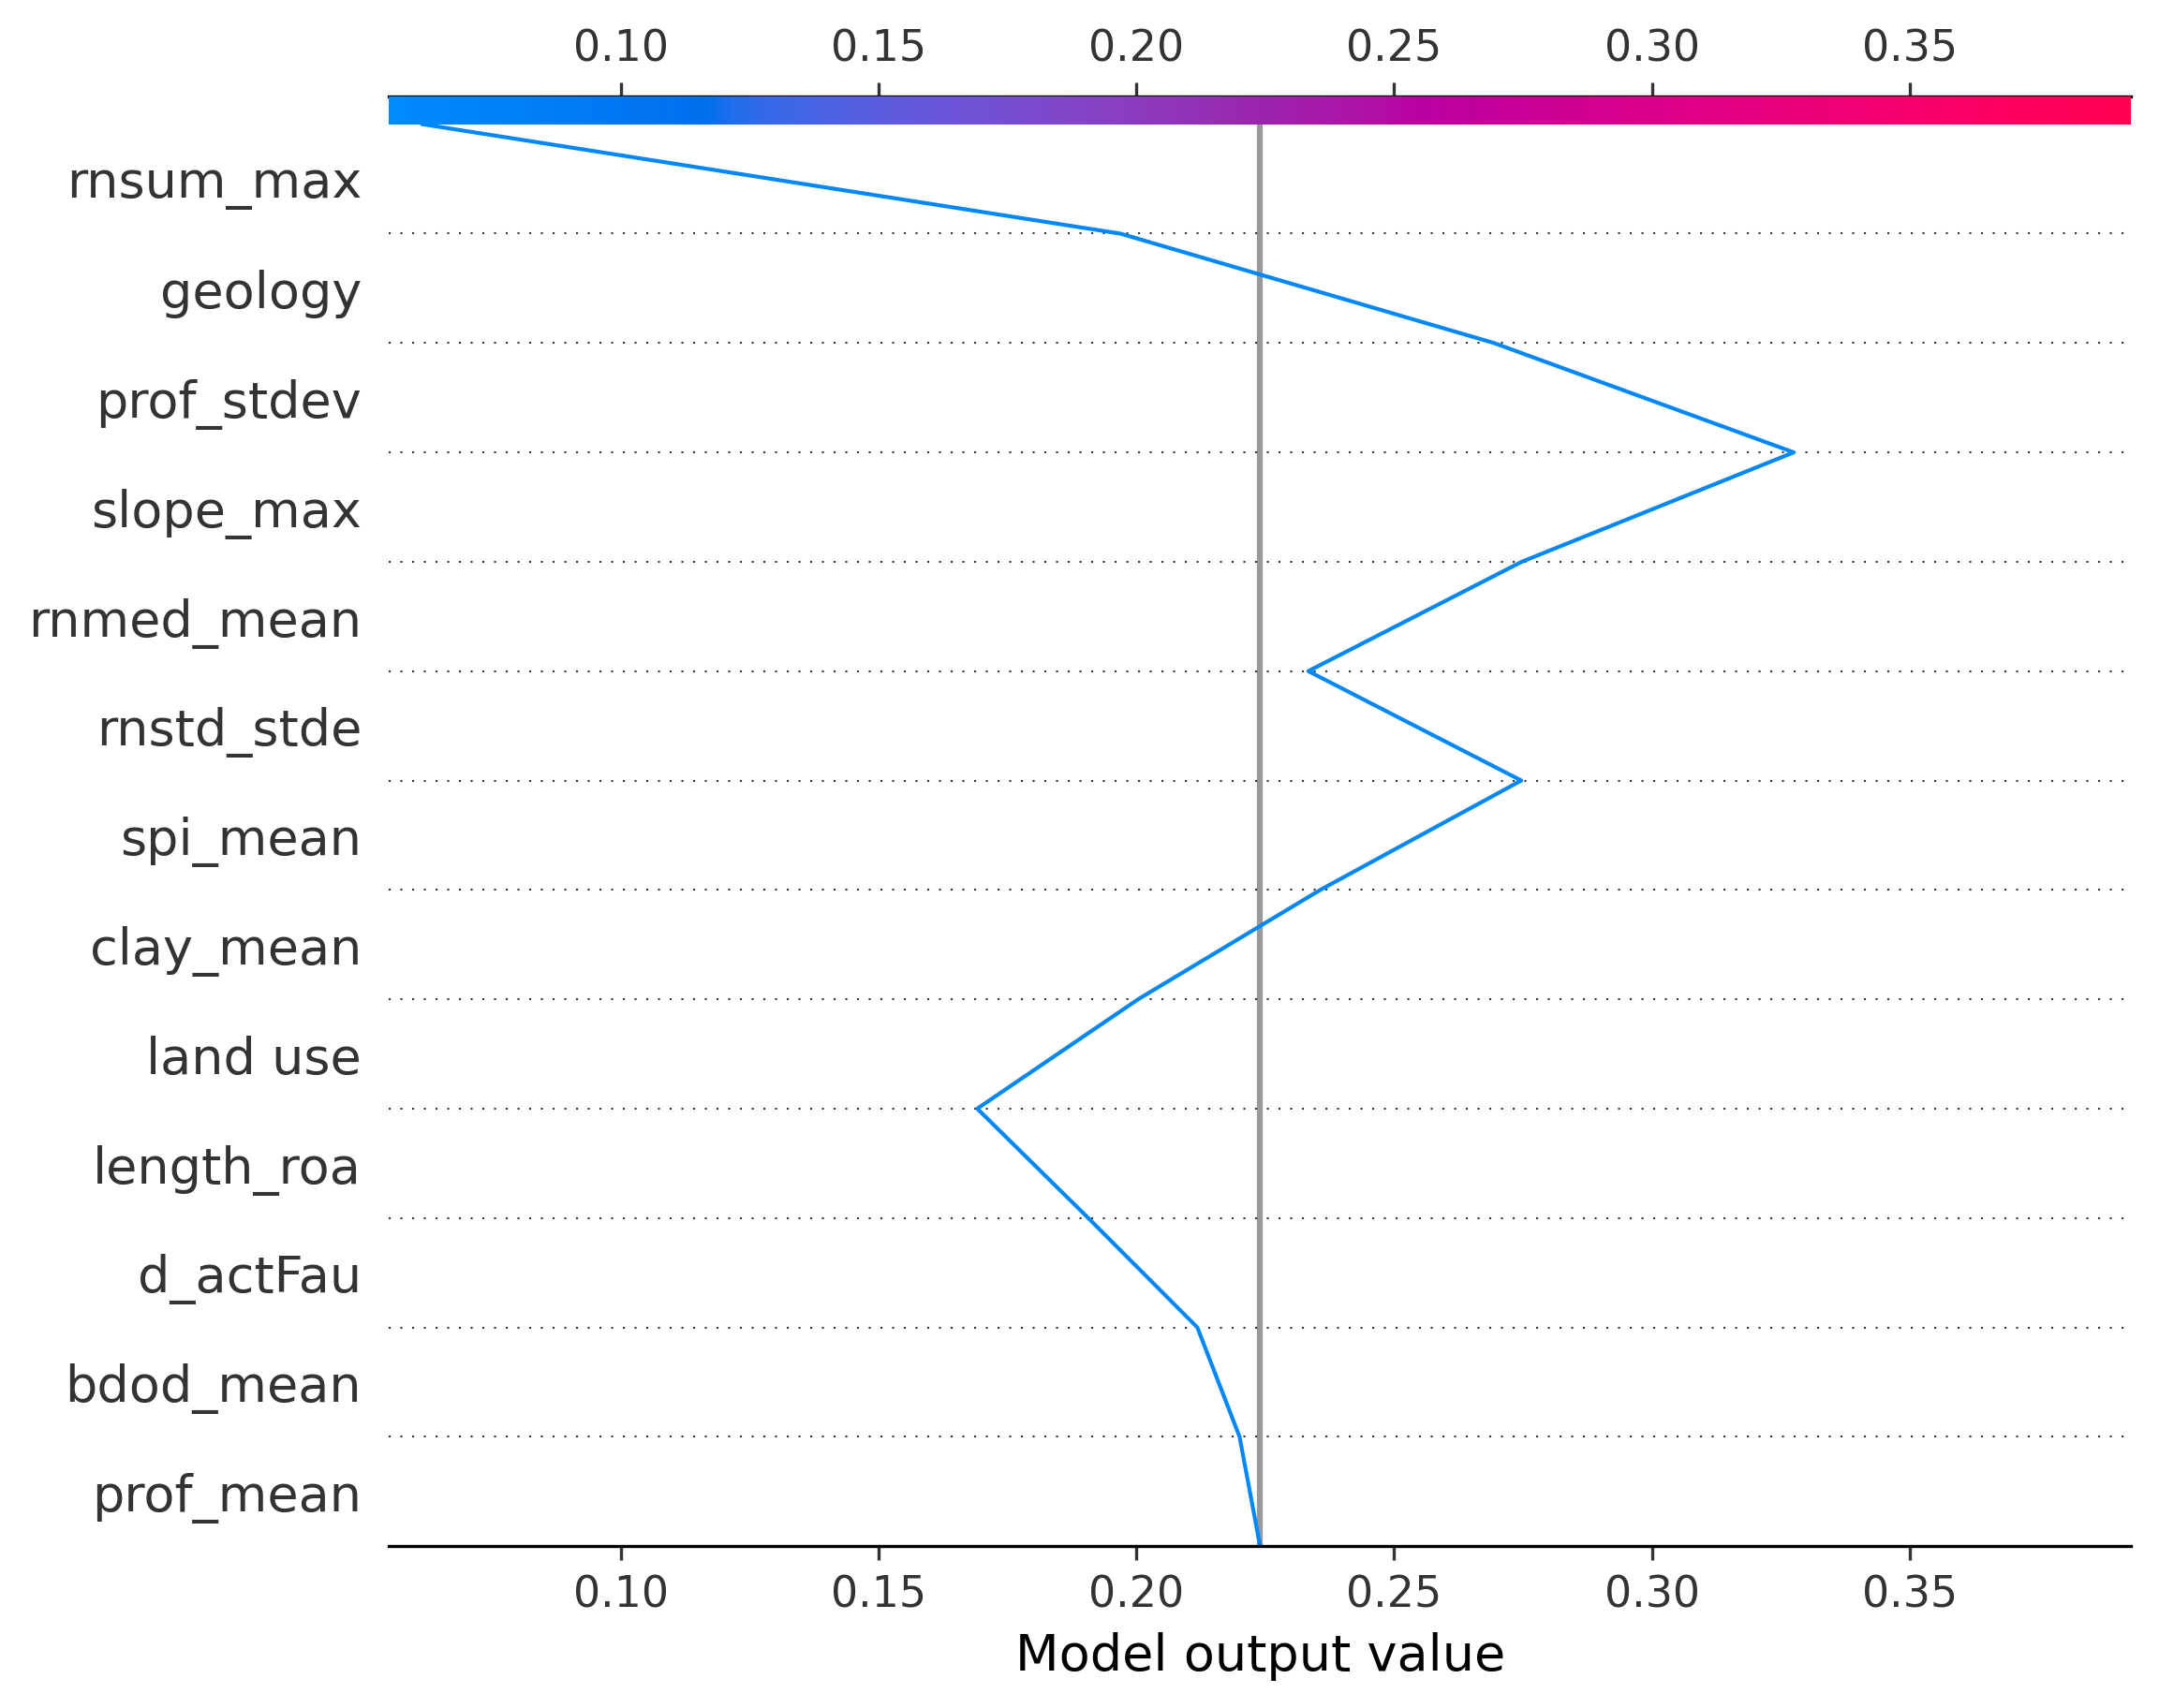 0.10 0.15 0.20 0.25 0.30 0.35
rnsum_max
geology
prof_stdev
slope_max
rnmed_mean
rnstd_stde
spi_mean
clay_mean
land use
length_roa
d_actFau
bdod_mean
prof_mean
0.10 0.15 0.20 0.25 0.30 0.35
Model output value